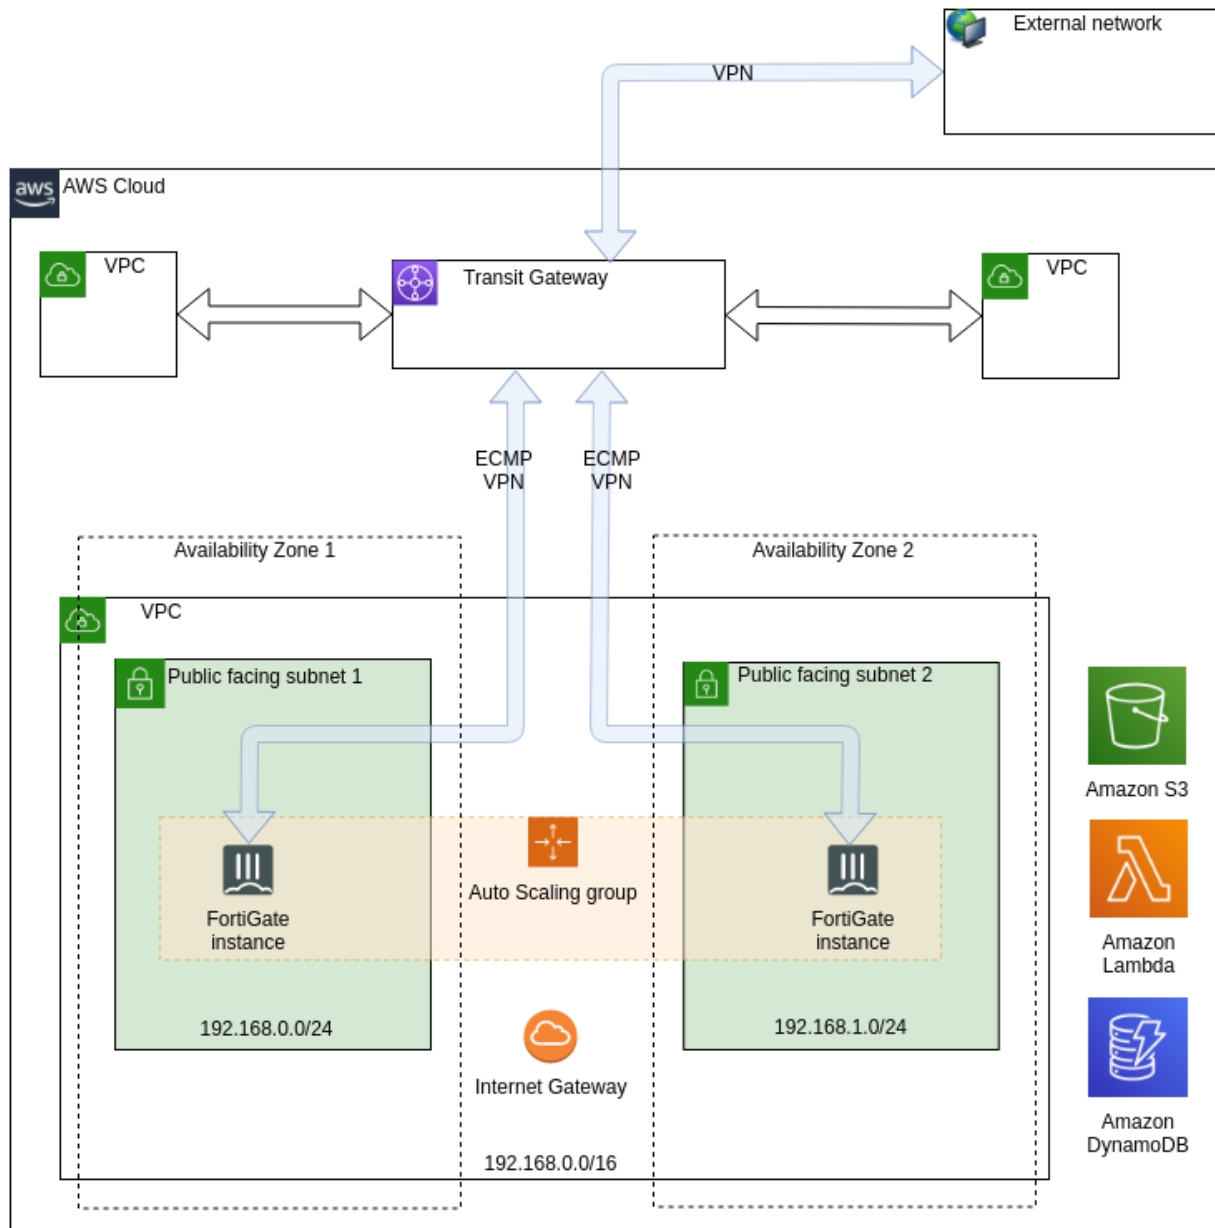 External network
VPN
aws
AWS Cloud
VPC
Transit Gateway
VPC
ECMP
VPN
ECMP
VPN
Availability Zone 1
Availability Zone 2
VPC
Public facing subnet 1
Public facing subnet 2
Amazon S3
Auto Scaling group
FortiGate
instance
FortiGate
instance
Amazon
Lambda
192.168.0.0/24
192.168.1.0/24
Internet Gateway
Amazon
DynamoDB
192.168.0.0/16